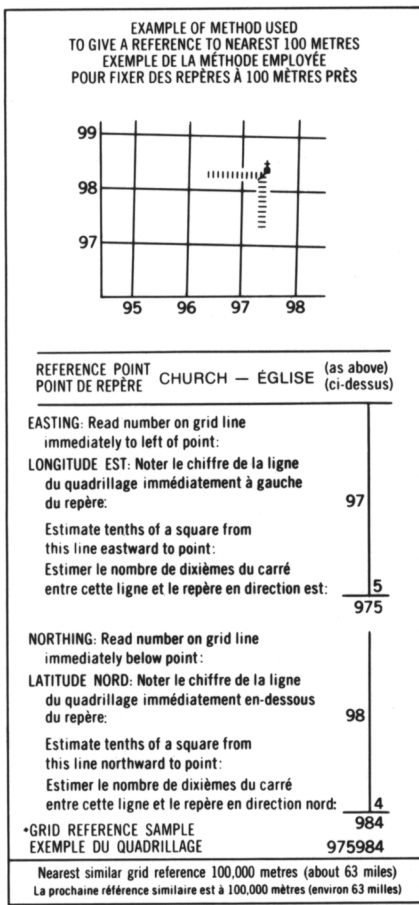 EXAMPLE OF METHOD USED
TO GIVE A REFERENCE TO NEAREST 100 METRES
EXEMPLE DE LA MÉTHODE EMPLOYÉE
POUR FIXER DES REPÈRES À 100 MÈTRES PRÈS
99
98
97
95 96 97 98
REFERENCE POINT CHURCH — ÉGLISE (as above)
POINT DE REPÈRE (ci-dessus)
EASTING: Read number on grid line
immediately to left of point:
LONGITUDE EST: Noter le chiffre de la ligne
du quadrillage immédiatement à gauche
du repère: 97
Estimate tenths of a square from
this line eastward to point:
Estimer le nombre de dixièmes du carré
entre cette ligne et le repère en direction est: 5
975
NORTHING: Read number on grid line
immediately below point:
LATITUDE NORD: Noter le chiffre de la ligne
du quadrillage immédiatement en-dessous
du repère: 98
Estimate tenths of a square from
this line northward to point:
Estimer le nombre de dixièmes du carré
entre cette ligne et le repère en direction nord: 4
984
*GRID REFERENCE SAMPLE
EXEMPLE DU QUADRILLAGE 975984
Nearest similar grid reference 100,000 metres (about 63 miles)
La prochaine référence similaire est à 100,000 mètres (environ 63 milles)